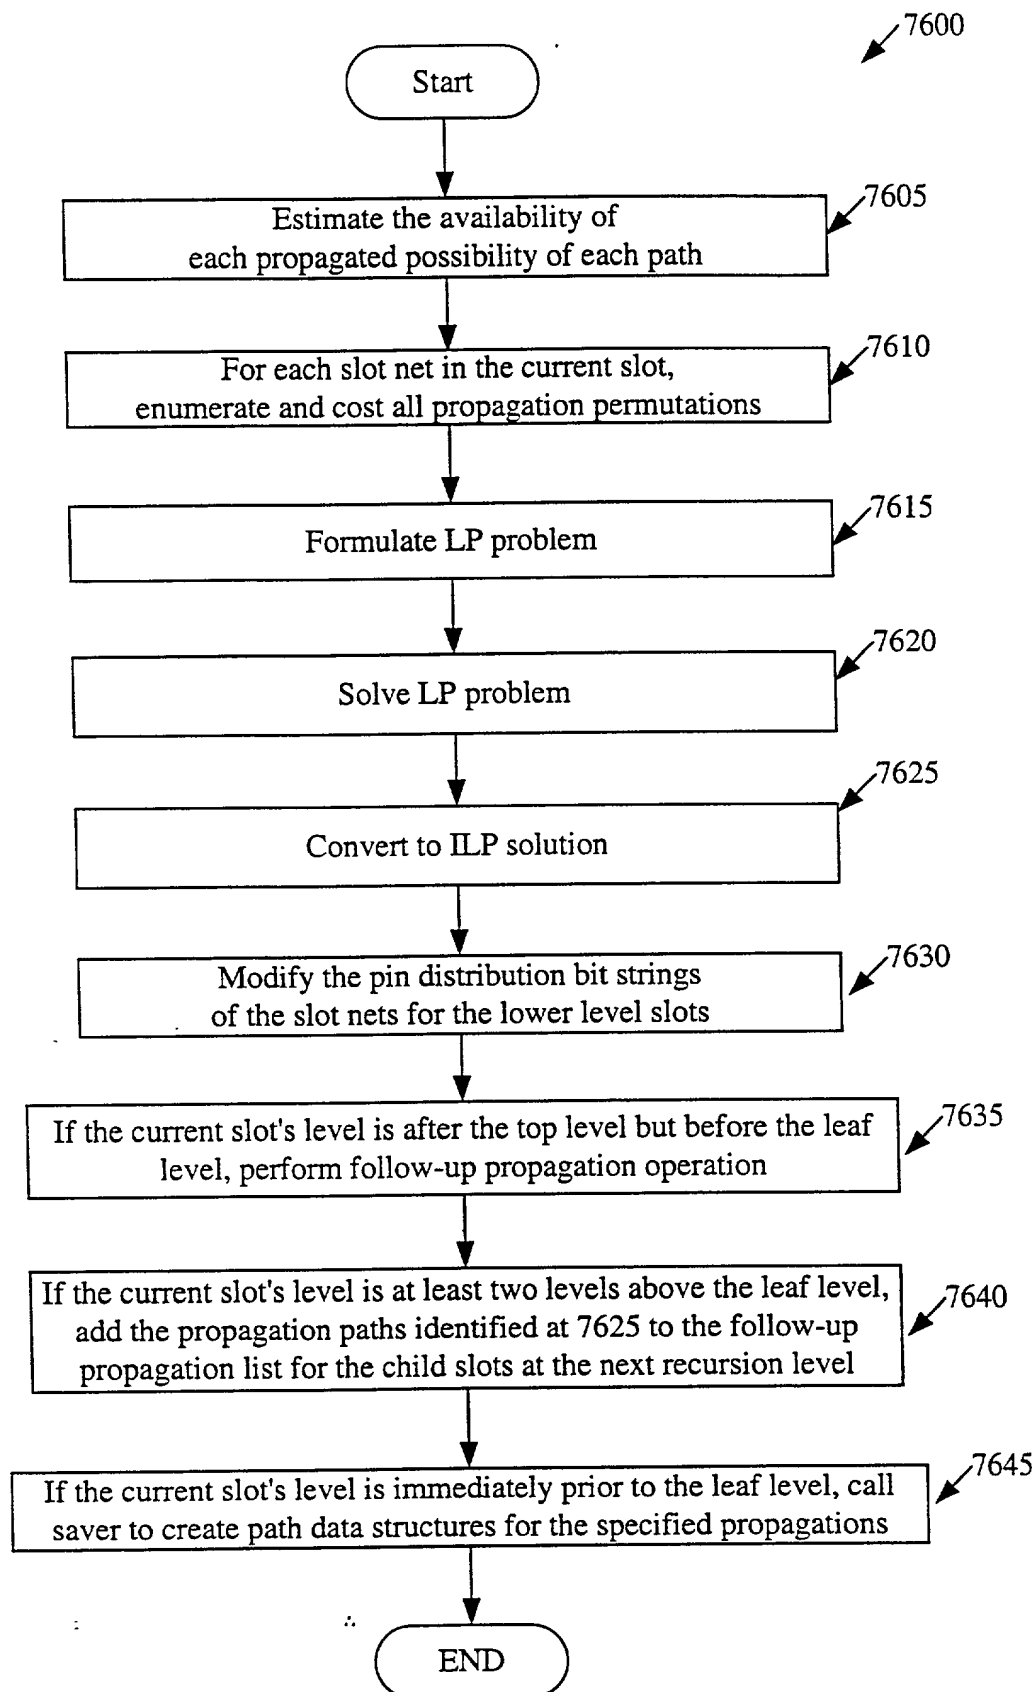 7600
Start
7605
Estimate the availability of
each propagated possibility of each path
7610
For each slot net in the current slot,
enumerate and cost all propagation permutations
7615
Formulate LP problem
7620
Solve LP problem
7625
Convert to ILP solution
7630
Modify the pin distribution bit strings
of the slot nets for the lower level slots
7635
If the current slot's level is after the top level but before the leaf
level, perform follow-up propagation operation
7640
If the current slot's level is at least two levels above the leaf level,
add the propagation paths identified at 7625 to the follow-up
propagation list for the child slots at the next recursion level
7645
If the current slot's level is immediately prior to the leaf level, call
saver to create path data structures for the specified propagations
END